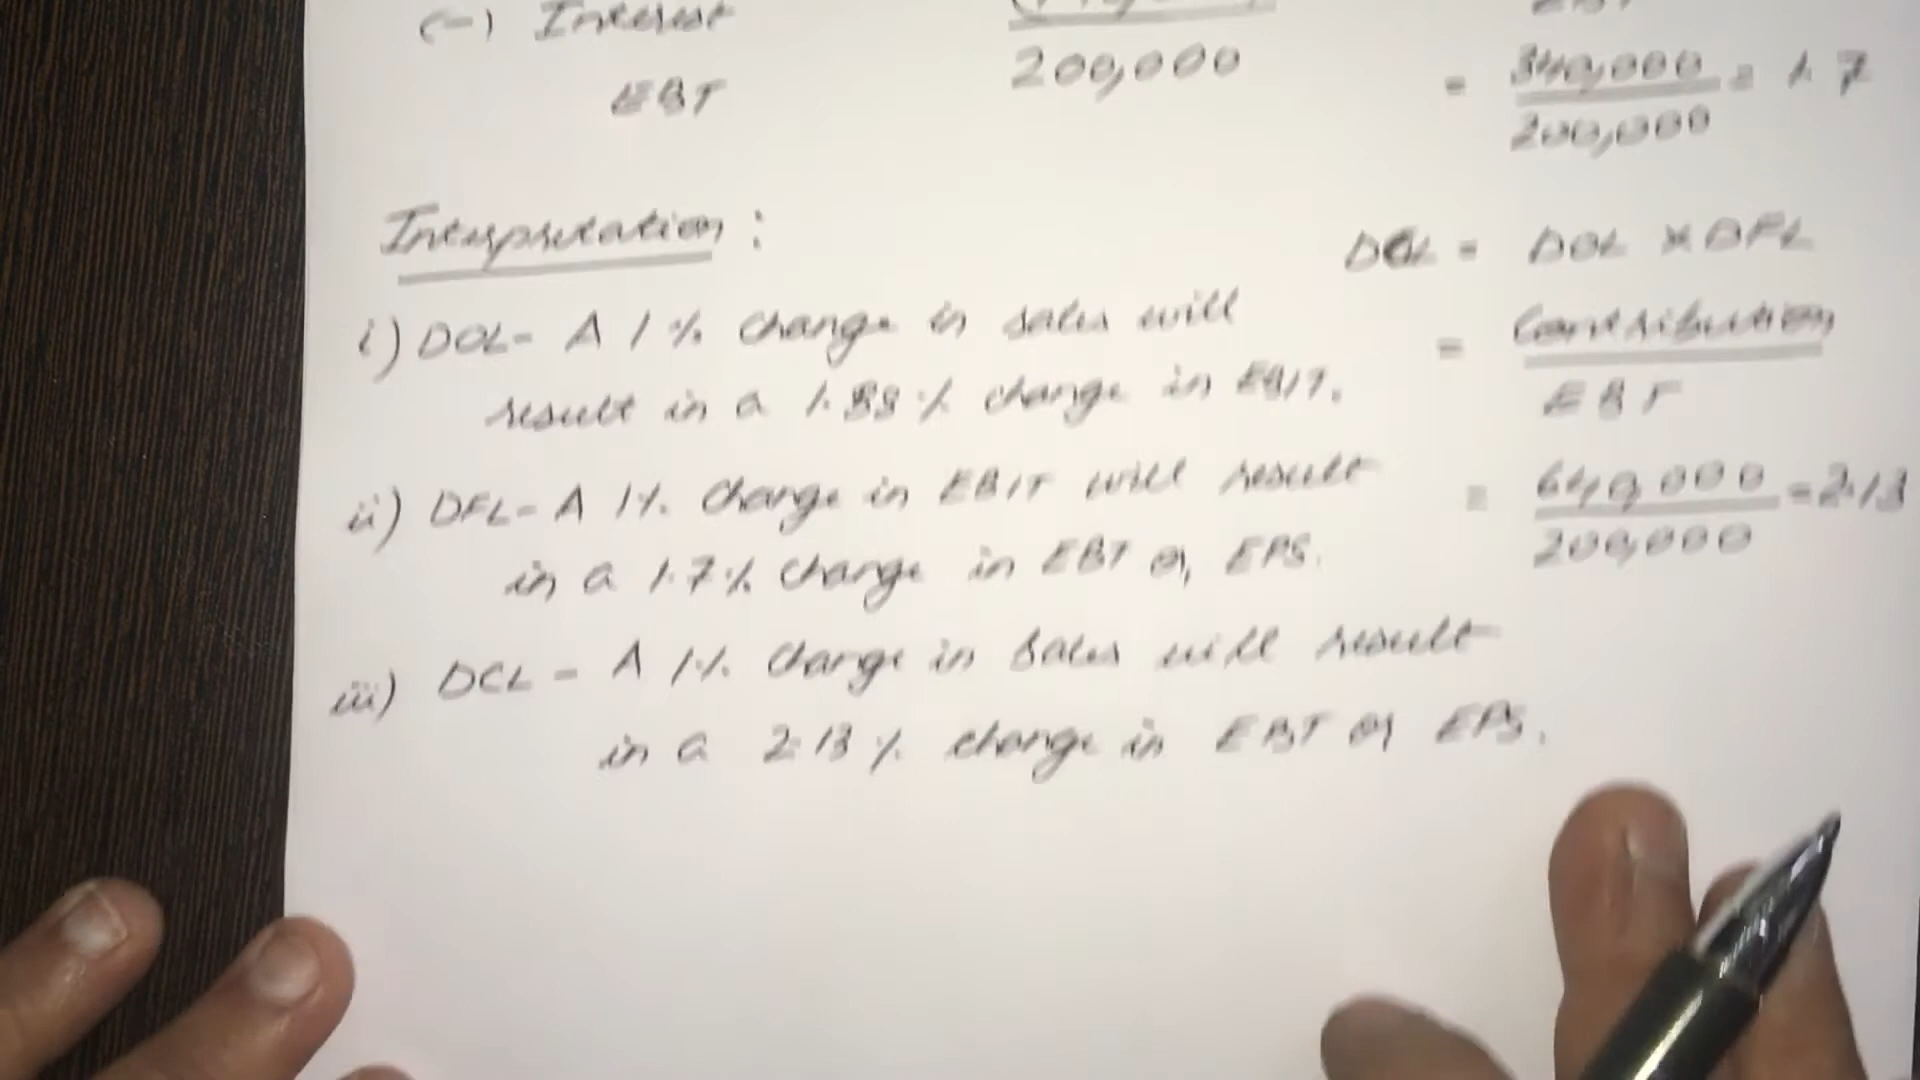 (-) Interest
EBT
200,000
= 340,000 = 1.7
200,000
Interpretation :
DCL = DOL X DFL
= Contribution
EBT
= 640,000 = 2.13
200,000
i) DOL - A 1% change in sales will
result in a 1.88% change in EBIT.
ii) DFL - A 1% change in EBIT will result
in a 1.7% change in EBT or EPS.
iii) DCL - A 1% change in sales will result
in a 2.13% change in EBT or EPS.